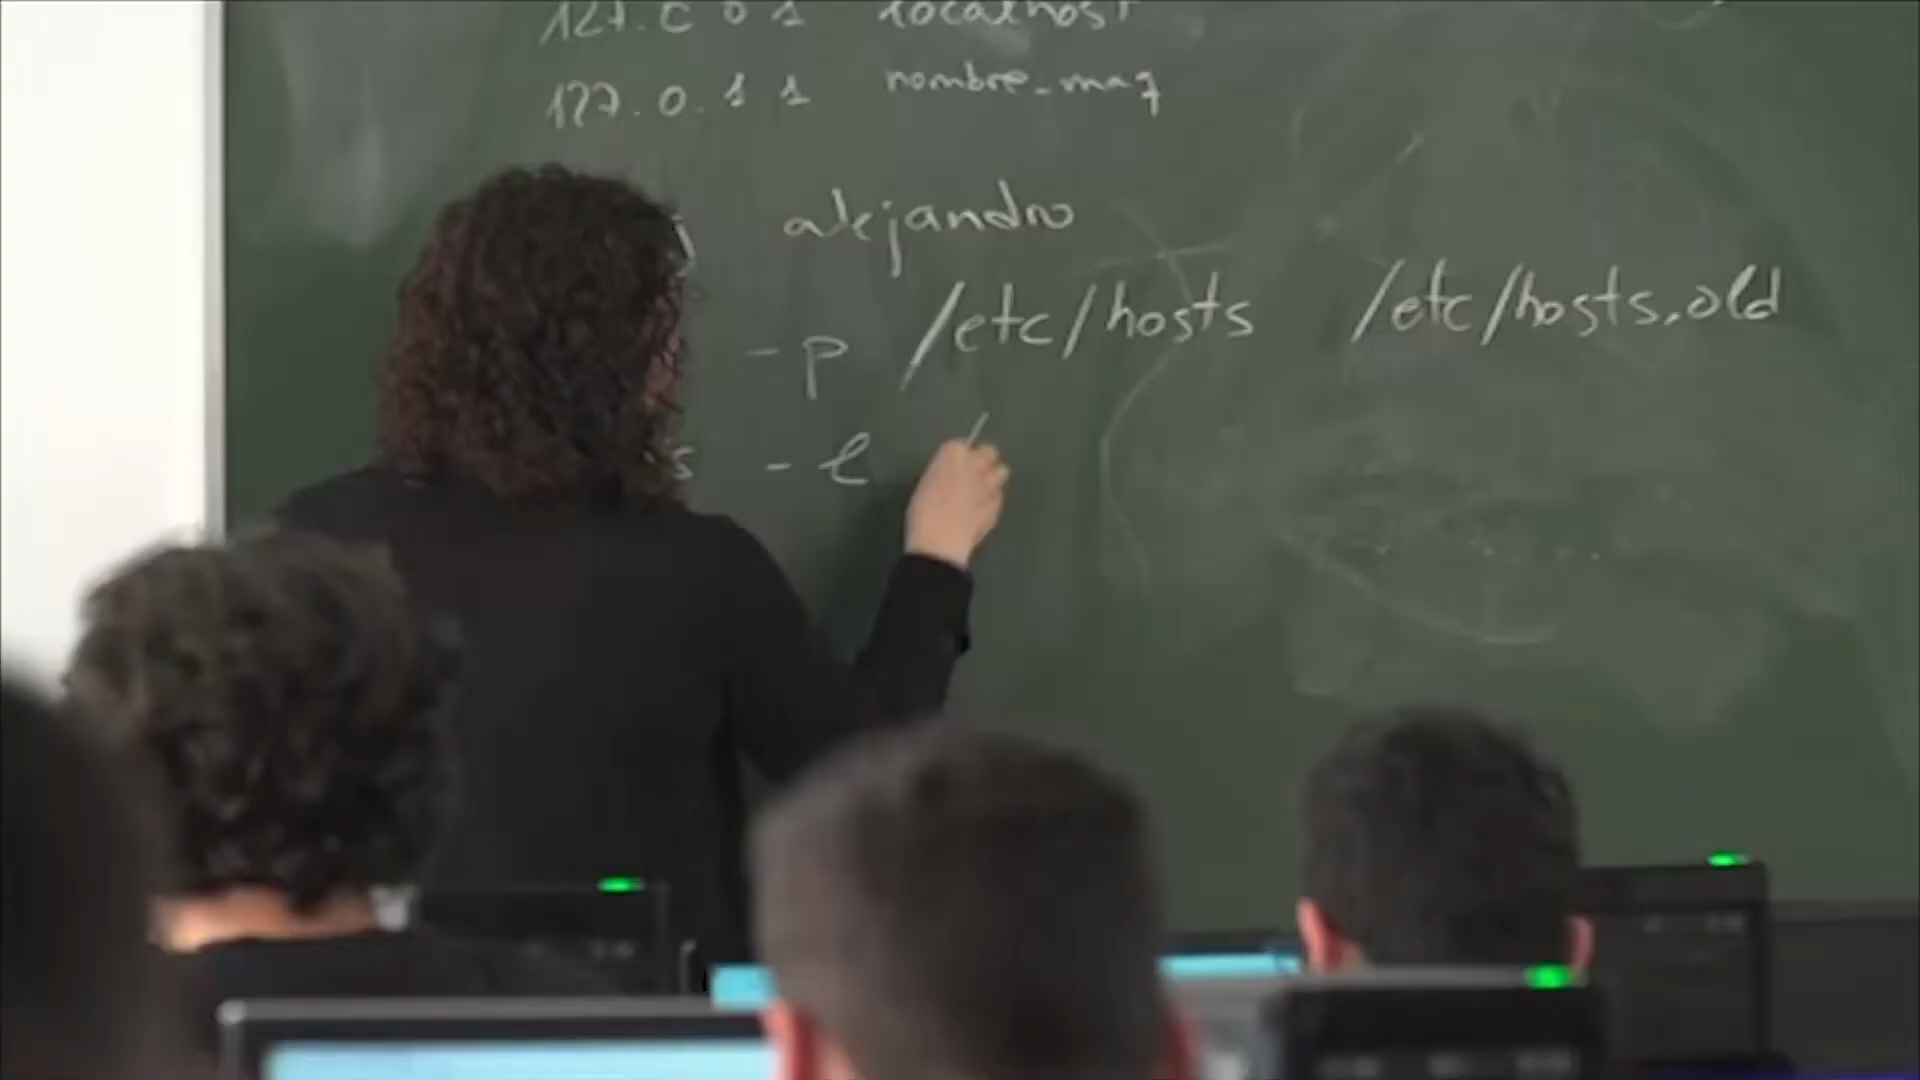 127.0 0 1 localhost
127.0.1 1 nombre_maq
alejandro
-p /etc/hosts /etc/hosts.old
s -l